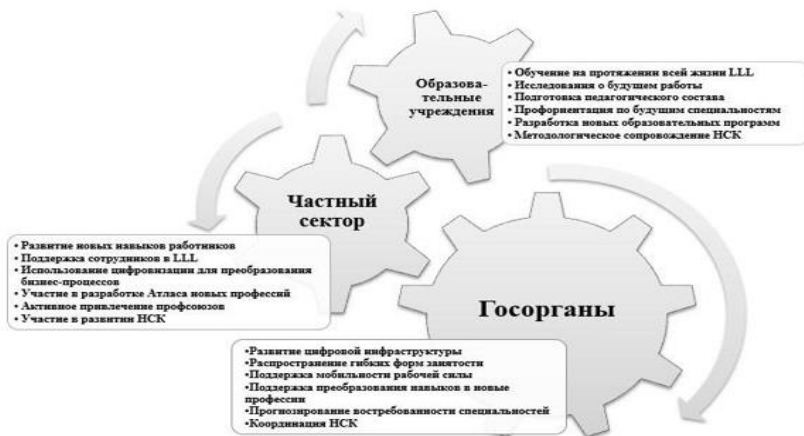 Образова-
тельные
учреждения
• Обучение на протяжении всей жизни LLL
• Исследования о будущем работы
• Подготовка педагогического состава
• Профориентация по будущим специальностям
• Разработка новых образовательных программ
• Методологическое сопровождение НСК
Частный
сектор
• Развитие новых навыков работников
• Поддержка сотрудников в LLL
• Использование цифровизации для преобразования
бизнес-процессов
• Участие в разработке Атласа новых профессий
• Активное привлечение профсоюзов
• Участие в развитии НСК
Госорганы
•Развитие цифровой инфраструктуры
•Распространение гибких форм занятости
•Поддержка мобильности рабочей силы
•Поддержка преобразования навыков в новые
профессии
•Прогнозирование востребованности специальностей
•Координация НСК